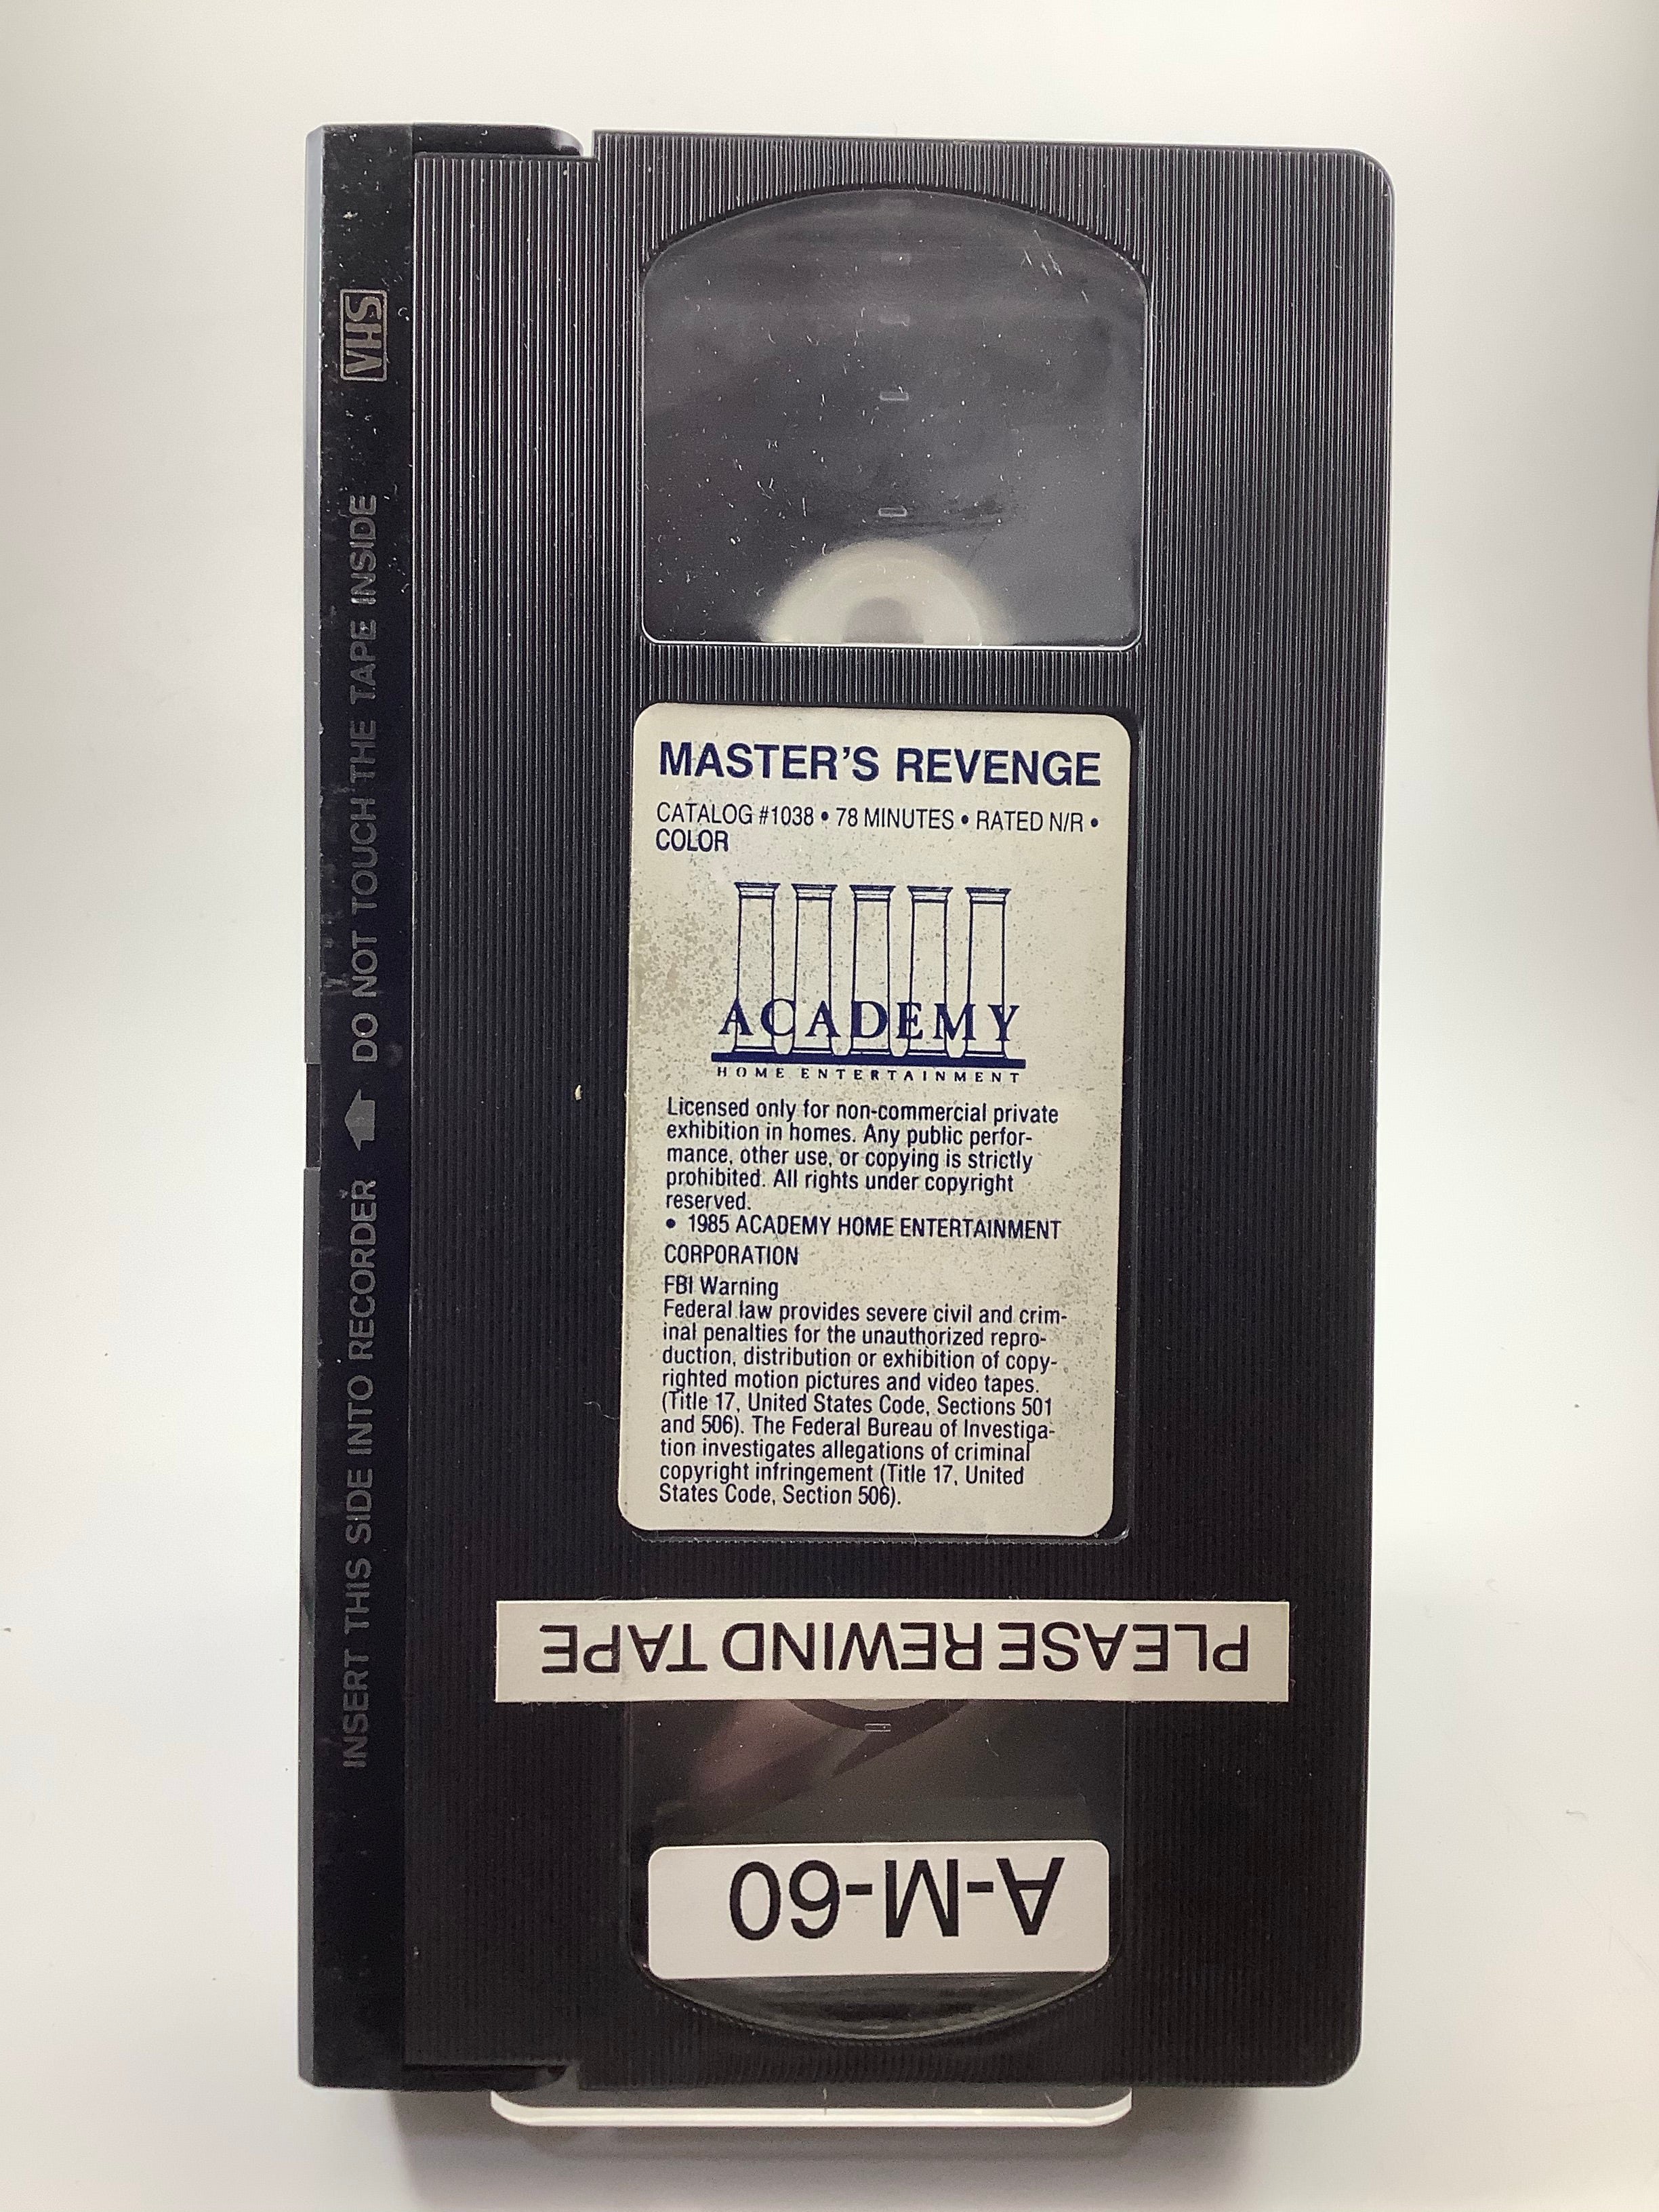 VHS
INSERT THIS SIDE INTO RECORDER DO NOT TOUCH THE TAPE INSIDE
MASTER'S REVENGE
CATALOG #1038 • 78 MINUTES • RATED N/R •
COLOR
ACADEMY
HOME ENTERTAINMENT
Licensed only for non-commercial private
exhibition in homes. Any public perfor-
mance, other use, or copying is strictly
prohibited. All rights under copyright
reserved.
• 1985 ACADEMY HOME ENTERTAINMENT
CORPORATION
FBI Warning
Federal law provides severe civil and crim-
inal penalties for the unauthorized repro-
duction, distribution or exhibition of copy-
righted motion pictures and video tapes.
(Title 17, United States Code, Sections 501
and 506). The Federal Bureau of Investiga-
tion investigates allegations of criminal
copyright infringement (Title 17, United
States Code, Section 506).
PLEASE REWIND TAPE
A-M-60